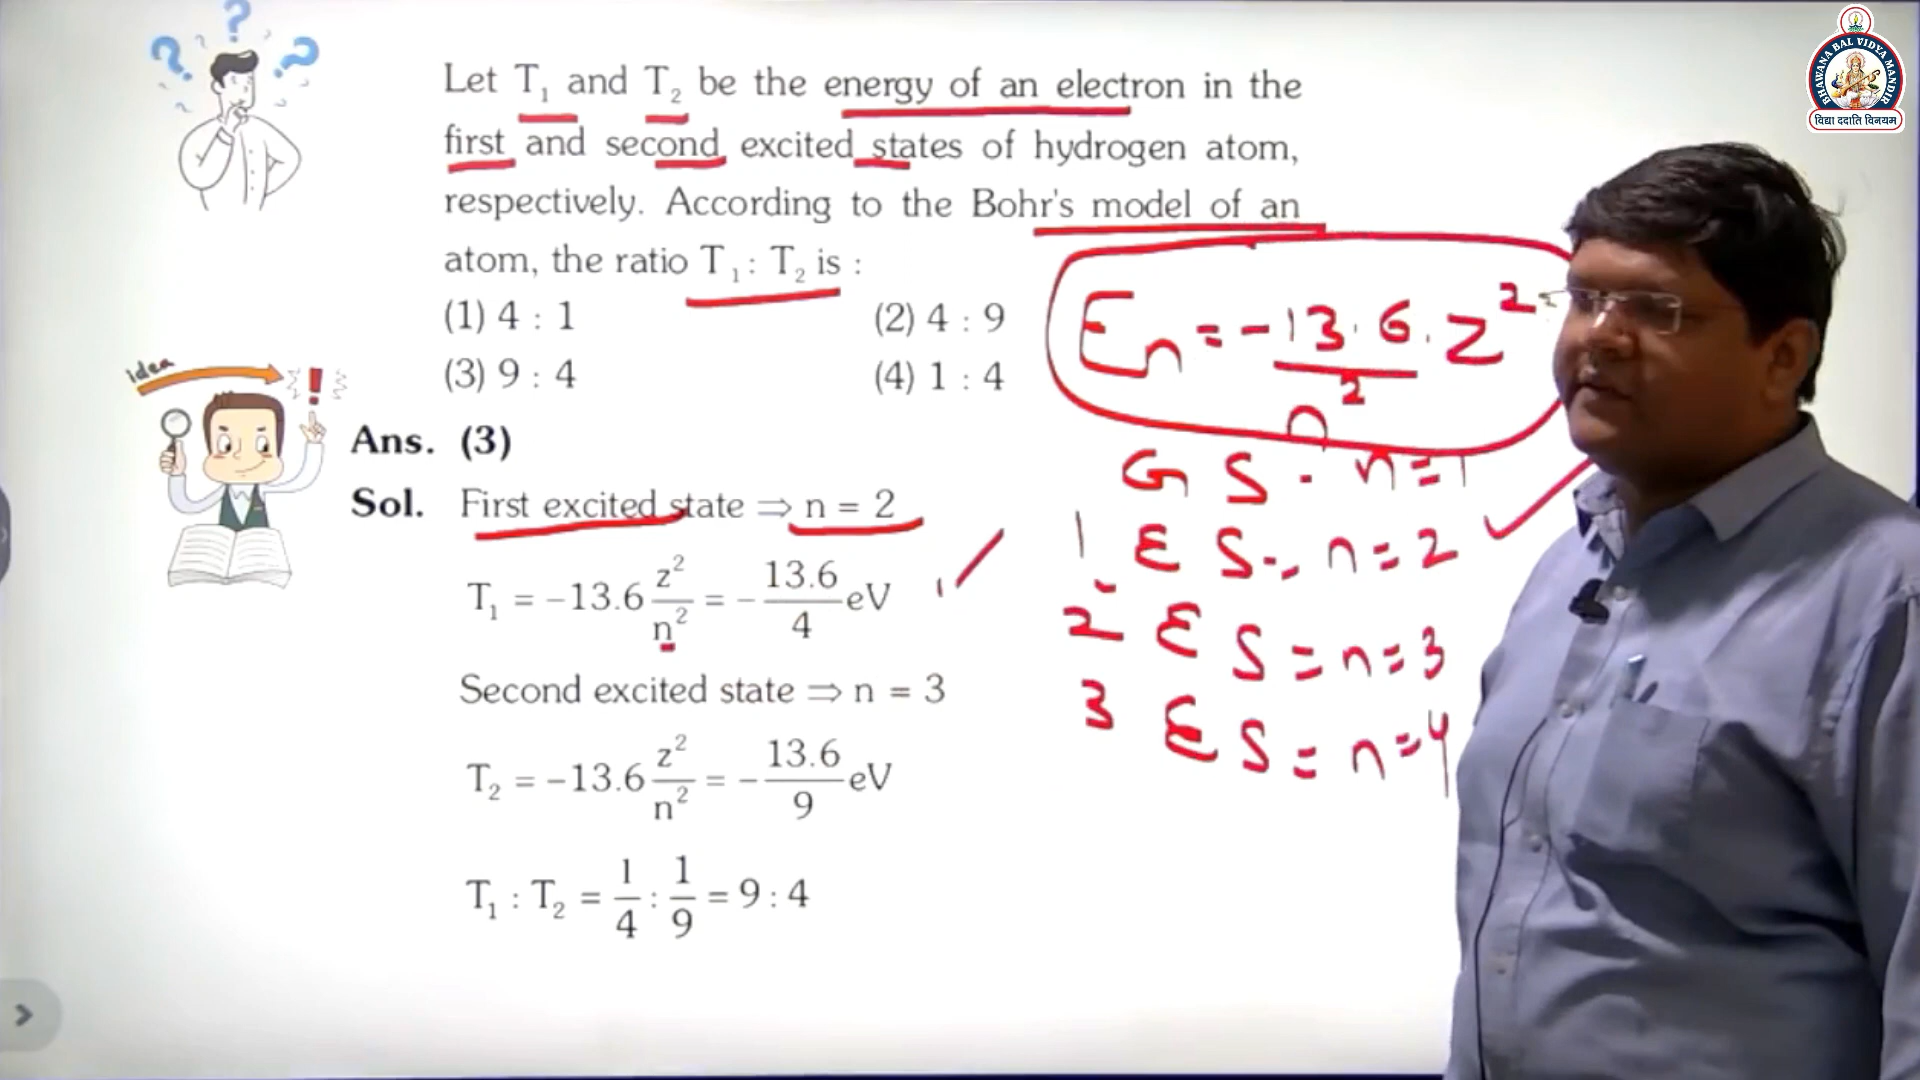 Let T₁ and T₂ be the energy of an electron in the
first and second excited states of hydrogen atom,
respectively. According to the Bohr's model of an
atom, the ratio T₁ : T₂ is :
(1) 4 : 1
(2) 4 : 9
(3) 9 : 4
(4) 1 : 4
idea
!
Ans. (3)
Sol. First excited state ⇒ n = 2
T₁ = −13.6 z²/n² = − 13.6/4 eV
Second excited state ⇒ n = 3
T₂ = −13.6 z²/n² = − 13.6/9 eV
T₁ : T₂ = 1/4 : 1/9 = 9 : 4
En = -13.6/n² . Z²
G S - n=1
1 E S - n=2
2 E S = n=3
3 E S = n=4
BHAWANA BAL VIDYA MANDIR
विद्या ददाति विनयम
? ? ?